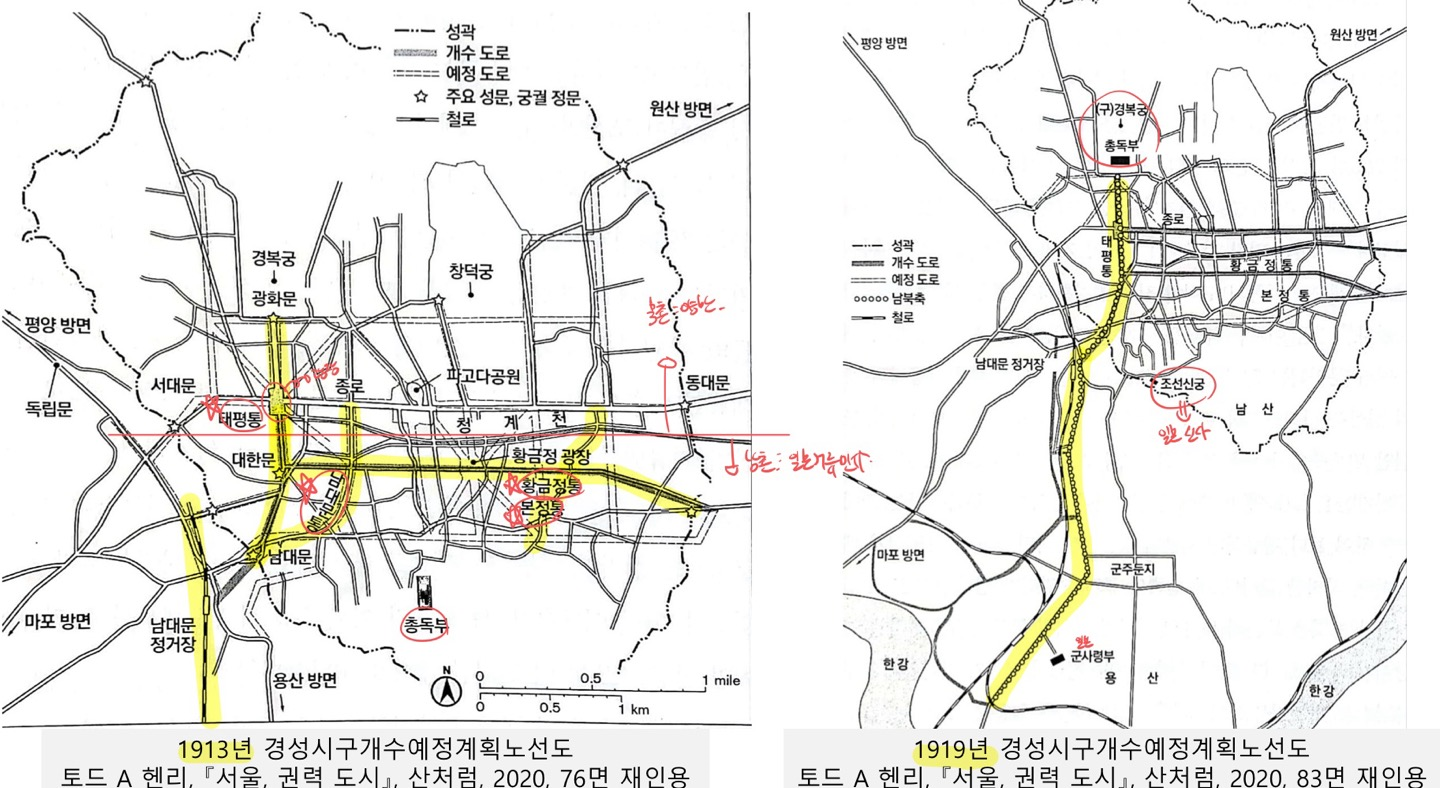 성곽
개수 도로
예정 도로
주요 성문, 궁궐 정문
철로
원산 방면
경복궁
광화문
창덕궁
평양 방면
독립문
서대문
태평통
종로
파고다공원
동대문
청 계 천
대한문
황금정 광장
황금정통
본정통
남대문
총독부
마포 방면
남대문
정거장
용산 방면
N
0 0.5 1 mile
0 0.5 1 km
1913년 경성시구개수예정계획노선도
토드 A 헨리, 『서울, 권력 도시』, 산처럼, 2020, 76면 재인용
평양 방면
원산 방면
(구)경복궁
총독부
종로
태평통
황금정통
본정통
성곽
개수 도로
예정 도로
남북축
철로
남대문 정거장
조선신궁
일본 신사
남 산
마포 방면
군주둔지
일본
군사령부
용 산
한강
한강
1919년 경성시구개수예정계획노선도
토드 A 헨리, 『서울, 권력 도시』, 산처럼, 2020, 83면 재인용